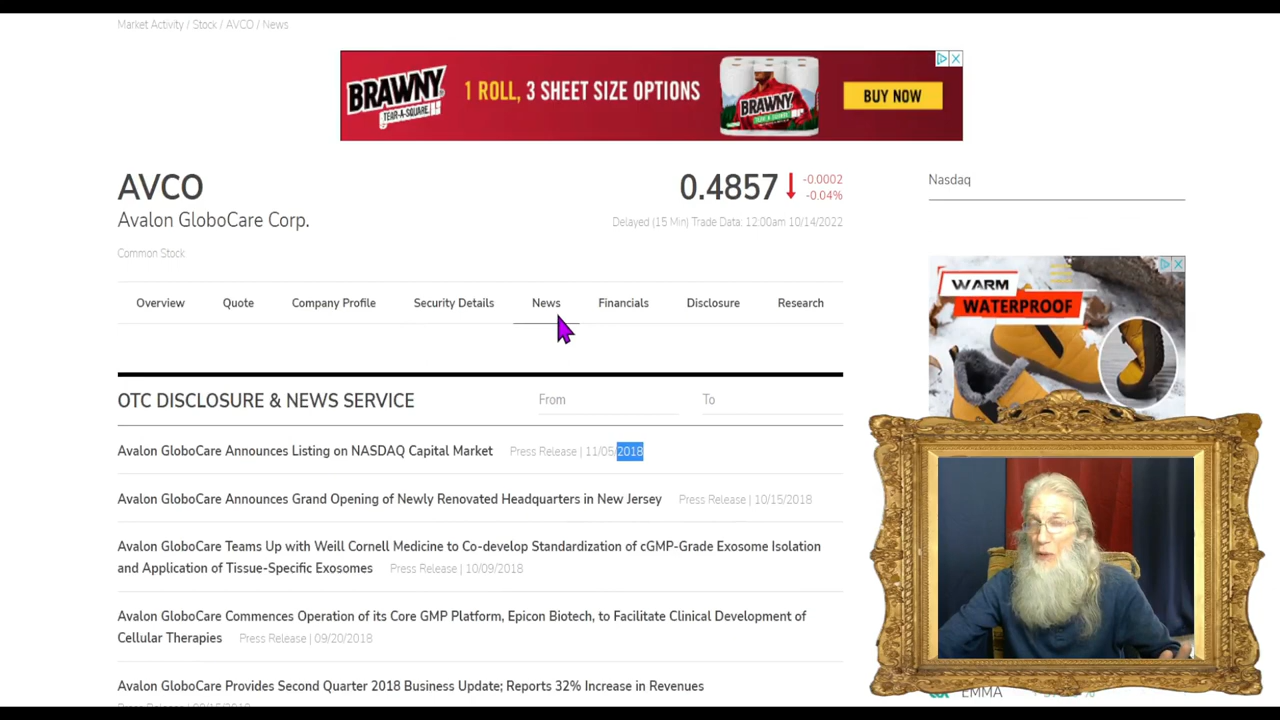 Market Activity / Stock / AVCO / News
BRAWNY
TEAR-A-SQUARE
1 ROLL, 3 SHEET SIZE OPTIONS
BRAWNY
BUY NOW
AVCO
0.4857
-0.0002
-0.04%
Nasdaq
Avalon GloboCare Corp.
Delayed (15 Min) Trade Data: 12:00am 10/14/2022
Common Stock
WARM
WATERPROOF
Overview Quote Company Profile Security Details News Financials Disclosure Research
OTC DISCLOSURE & NEWS SERVICE From To
Avalon GloboCare Announces Listing on NASDAQ Capital Market Press Release | 11/05/2018
Avalon GloboCare Announces Grand Opening of Newly Renovated Headquarters in New Jersey Press Release | 10/15/2018
Avalon GloboCare Teams Up with Weill Cornell Medicine to Co-develop Standardization of cGMP-Grade Exosome Isolation
and Application of Tissue-Specific Exosomes Press Release | 10/09/2018
Avalon GloboCare Commences Operation of its Core GMP Platform, Epicon Biotech, to Facilitate Clinical Development of
Cellular Therapies Press Release | 09/20/2018
Avalon GloboCare Provides Second Quarter 2018 Business Update; Reports 32% Increase in Revenues
EMMA